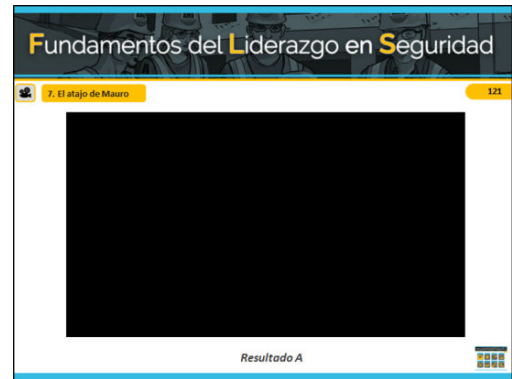 Fundamentos del Liderazgo en Seguridad
7. El atajo de Mauro
121
Resultado A